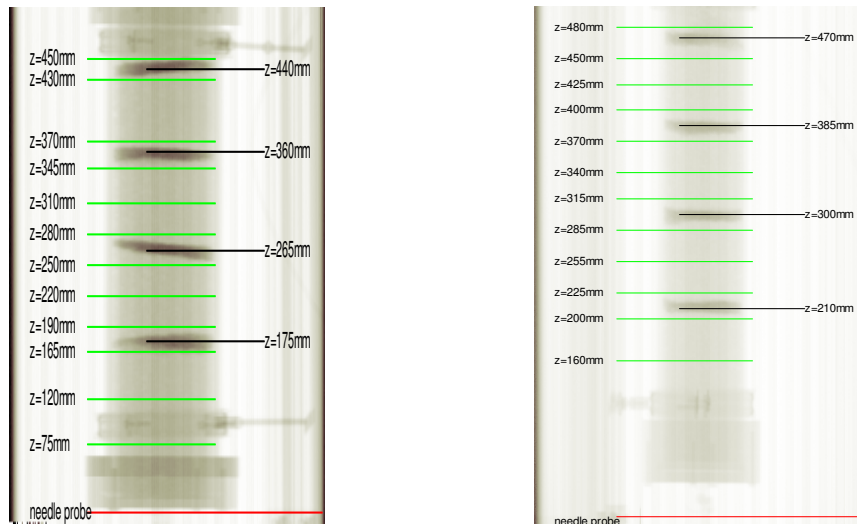 z=450mm
z=440mm
z=430mm
z=370mm
z=360mm
z=345mm
z=310mm
z=280mm
z=265mm
z=250mm
z=220mm
z=190mm
z=175mm
z=165mm
z=120mm
z=75mm
needle probe
z=480mm
z=470mm
z=450mm
z=425mm
z=400mm
z=385mm
z=370mm
z=340mm
z=315mm
z=300mm
z=285mm
z=255mm
z=225mm
z=210mm
z=200mm
z=160mm
needle probe